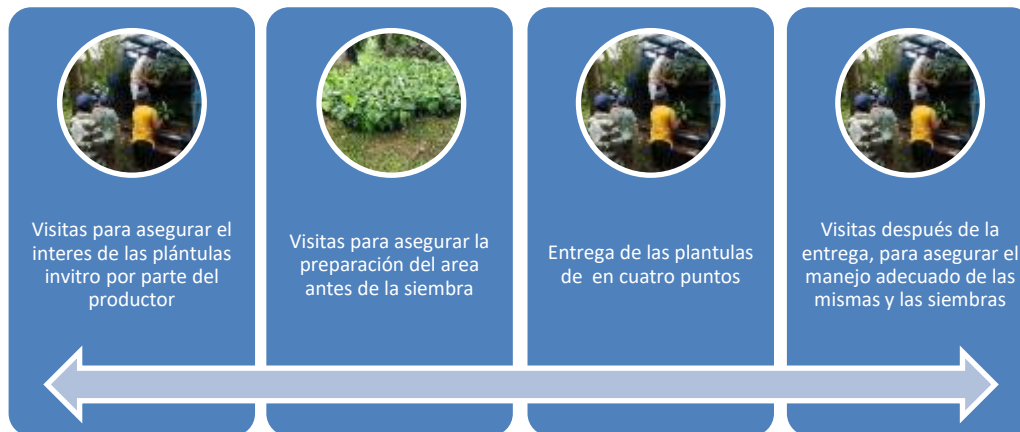 Visitas para asegurar el
interes de las plántulas
invitro por parte del
productor
Visitas para asegurar la
preparación del area
antes de la siembra
Entrega de las plantulas
de en cuatro puntos
Visitas después de la
entrega, para asegurar el
manejo adecuado de las
mismas y las siembras